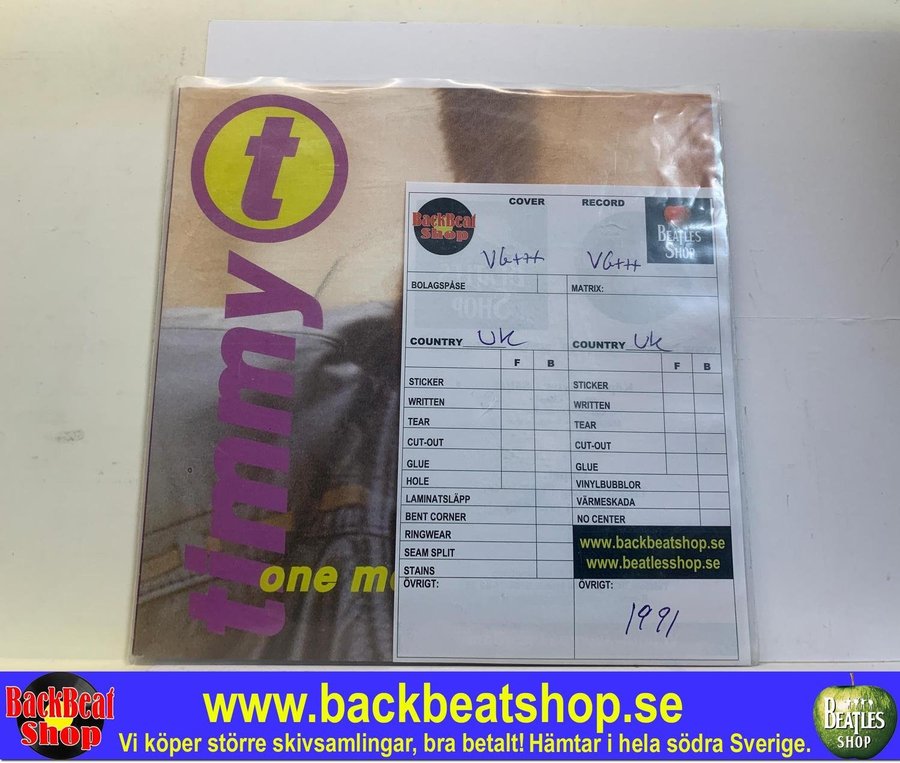 t
timmy
one m
COVER RECORD
BackBeat
Shop
BEATLES
SHOP
VG+++ VG+++
BOLAGSPÅSE MATRIX:
COUNTRY UK COUNTRY UK
F B F B
STICKER STICKER
WRITTEN WRITTEN
TEAR TEAR
CUT-OUT CUT-OUT
GLUE GLUE
HOLE VINYLBUBBLOR
LAMINATSLÄPP VÄRMESKADA
BENT CORNER NO CENTER
RINGWEAR
SEAM SPLIT
STAINS
www.backbeatshop.se
www.beatlesshop.se
ÖVRIGT: ÖVRIGT:
1991
BackBeat
Shop
www.backbeatshop.se
Vi köper större skivsamlingar, bra betalt! Hämtar i hela södra Sverige.
BEATLES
SHOP